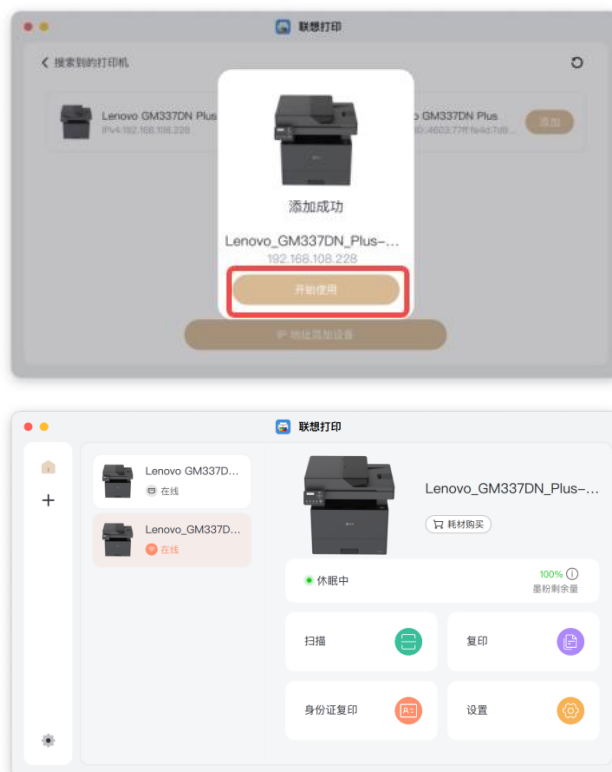 联想打印
搜索到的打印机
Lenovo GM337DN Plus
IPv4:192.168.108.228
GM337DN Plus
添加
添加成功
Lenovo_GM337DN_Plus-...
192.168.108.228
开始使用
IP 地址添加设备
联想打印
Lenovo GM337D...
在线
Lenovo_GM337D...
在线
Lenovo_GM337DN_Plus-...
耗材购买
休眠中
100%
墨粉剩余量
扫描
复印
身份证复印
设置